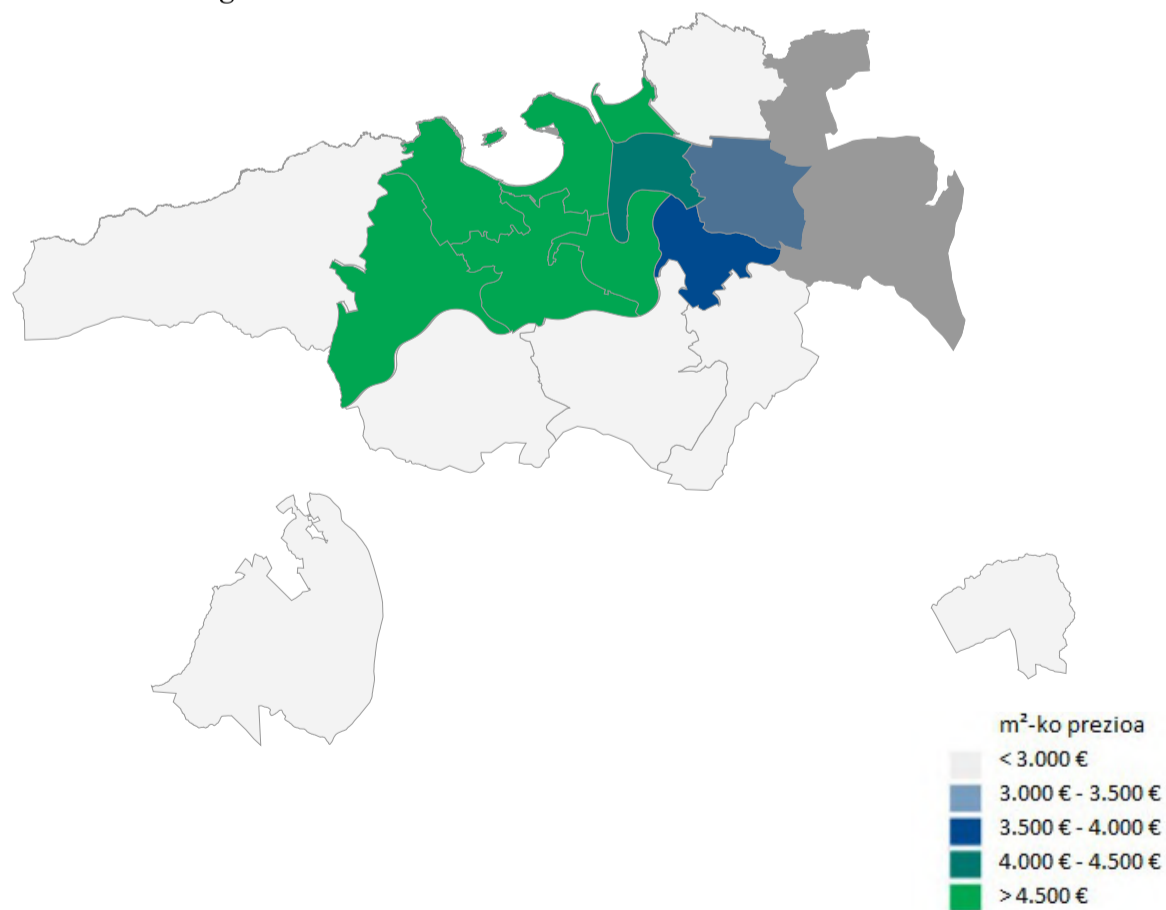 m²-ko prezioa
< 3.000 €
3.000 € - 3.500 €
3.500 € - 4.000 €
4.000 € - 4.500 €
> 4.500 €